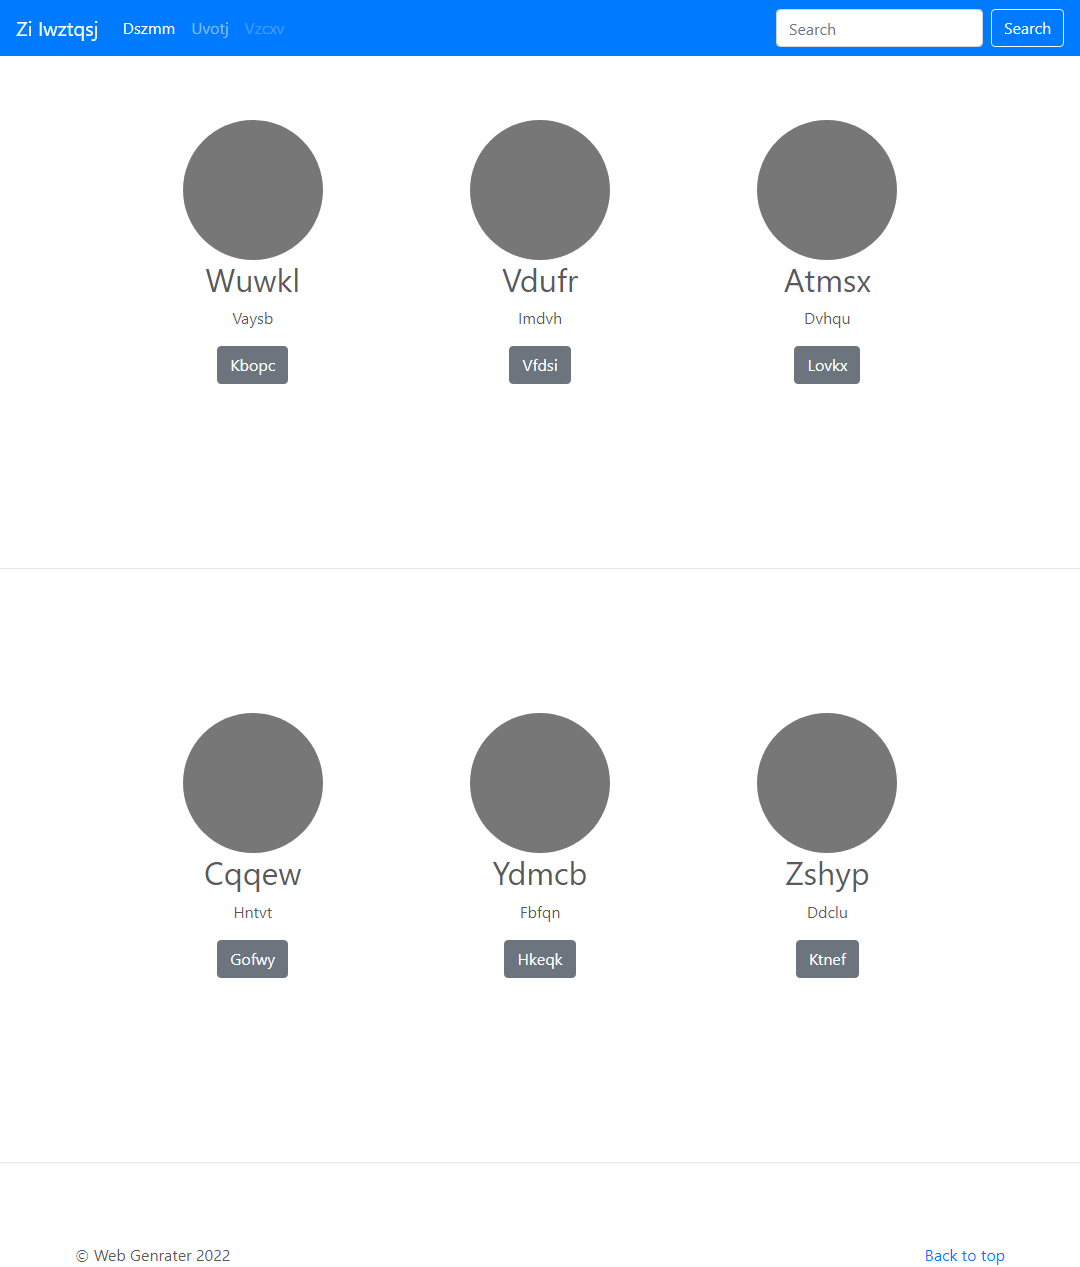 Zi Iwztqsj Dszmm Uvotj Vzcxv Search Search
Wuwkl Vdufr Atmsx
Vaysb Imdvh Dvhqu
Kbopc Vfdsi Lovkx
Cqqew Ydmcb Zshyp
Hntvt Fbfqn Ddclu
Gofwy Hkeqk Ktnef
© Web Genrater 2022 Back to top